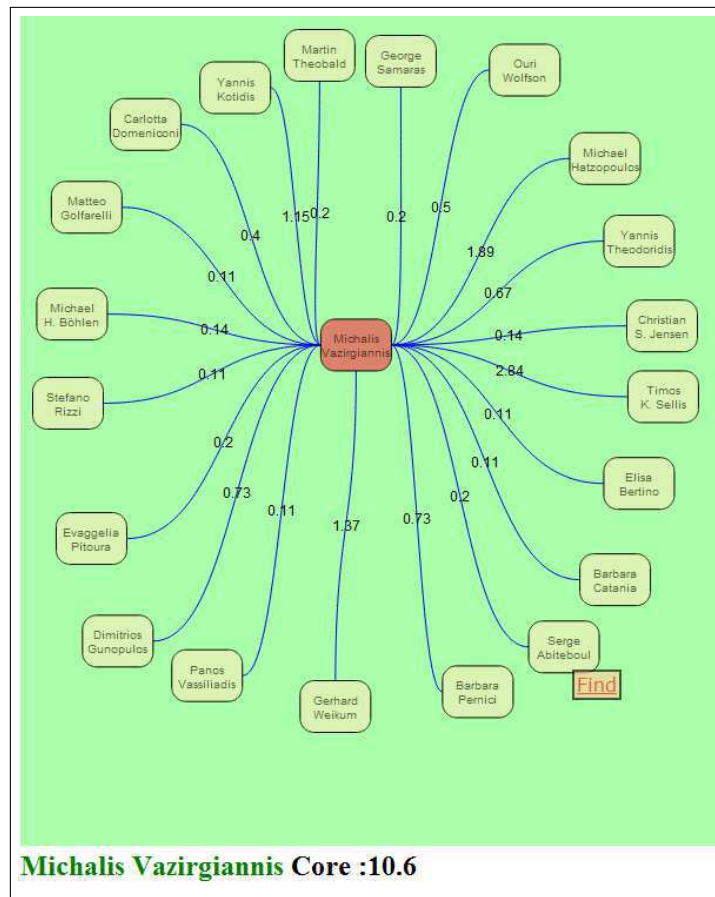 Martin
Theobald
George
Samaras
Ouri
Wolfson
Yannis
Kotidis
Carlotta
Domeniconi
Michael
Hatzopoulos
Matteo
Golfarelli
1.15
0.2
0.2
0.5
Yannis
Theodoridis
0.4
1.89
0.11
0.67
Michael
H. Böhlen
0.14
Michalis
Vazirgiannis
0.14
Christian
S. Jensen
Stefano
Rizzi
0.11
2.84
Timos
K. Sellis
0.11
0.2
0.11
Elisa
Bertino
0.73
0.2
0.11
1.37
0.73
Evaggelia
Pitoura
Barbara
Catania
Dimitrios
Gunopulos
Serge
Abiteboul
Panos
Vassiliadis
Gerhard
Weikum
Barbara
Pernici
Find
Michalis Vazirgiannis Core :10.6